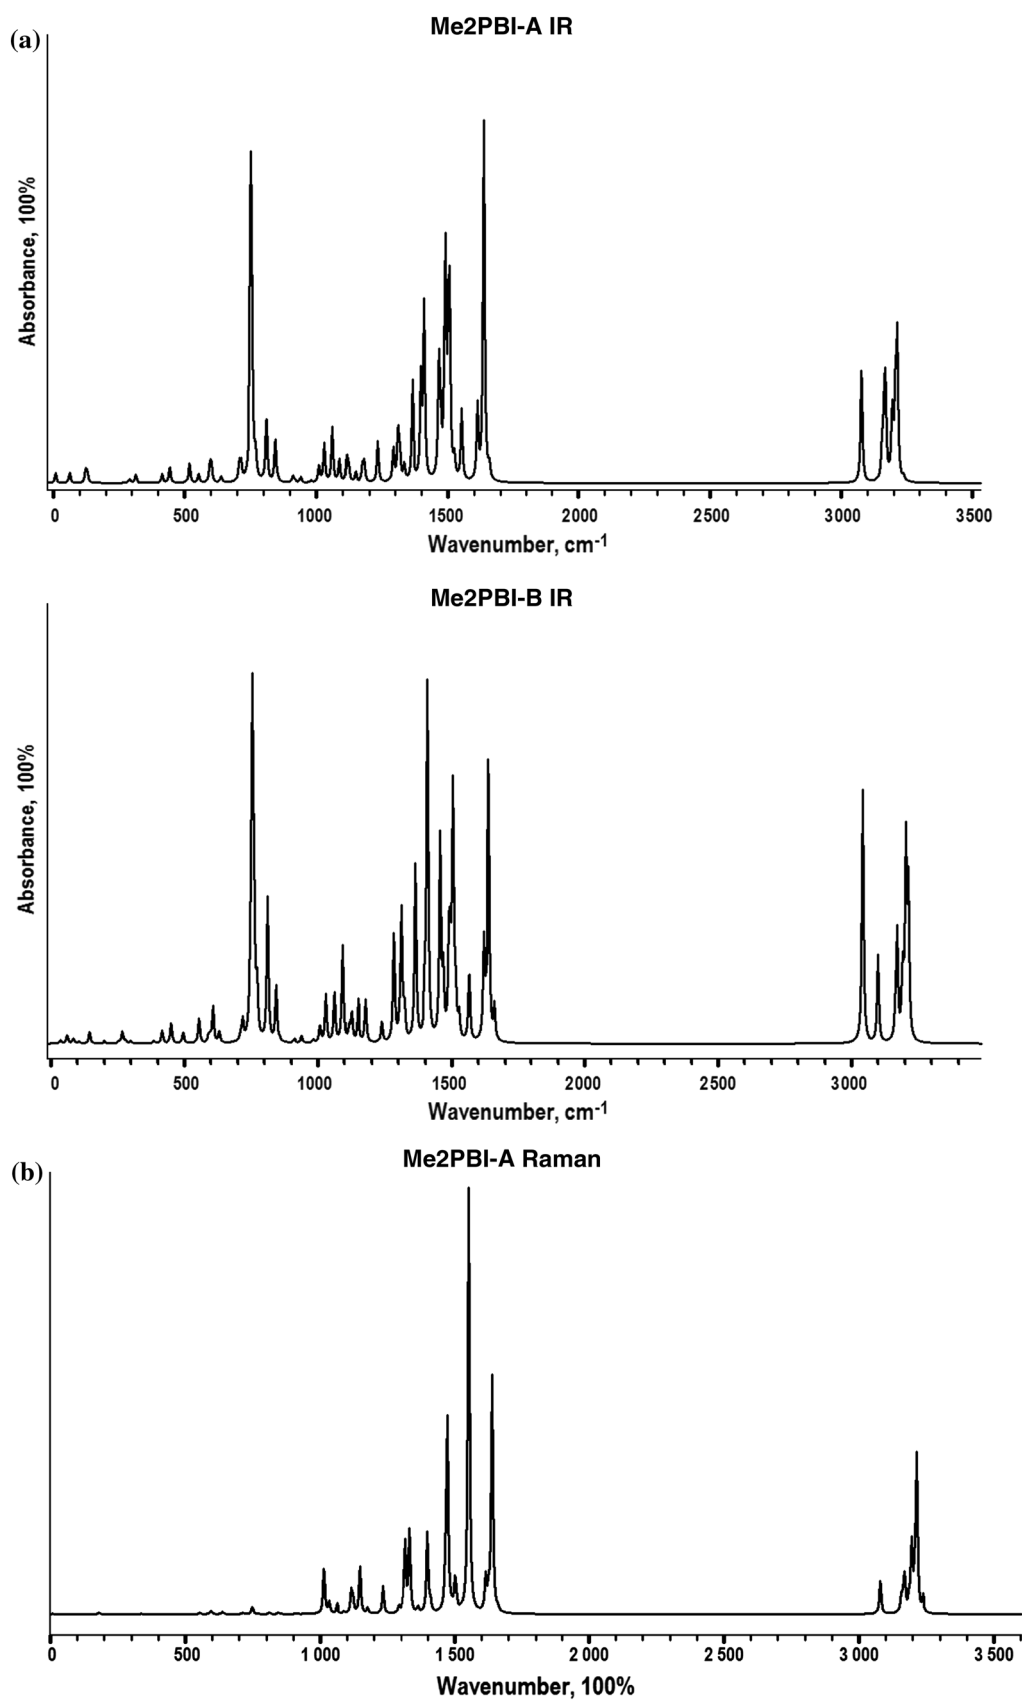 (a)
Me2PBI-A IR
Absorbance, 100%
0 500 1000 1500 2000 2500 3000 3500
Wavenumber, cm-1
Me2PBI-B IR
Absorbance, 100%
0 500 1000 1500 2000 2500 3000
Wavenumber, cm-1
(b)
Me2PBI-A Raman
0 500 1 000 1 500 2 000 2 500 3 000 3 500
Wavenumber, 100%